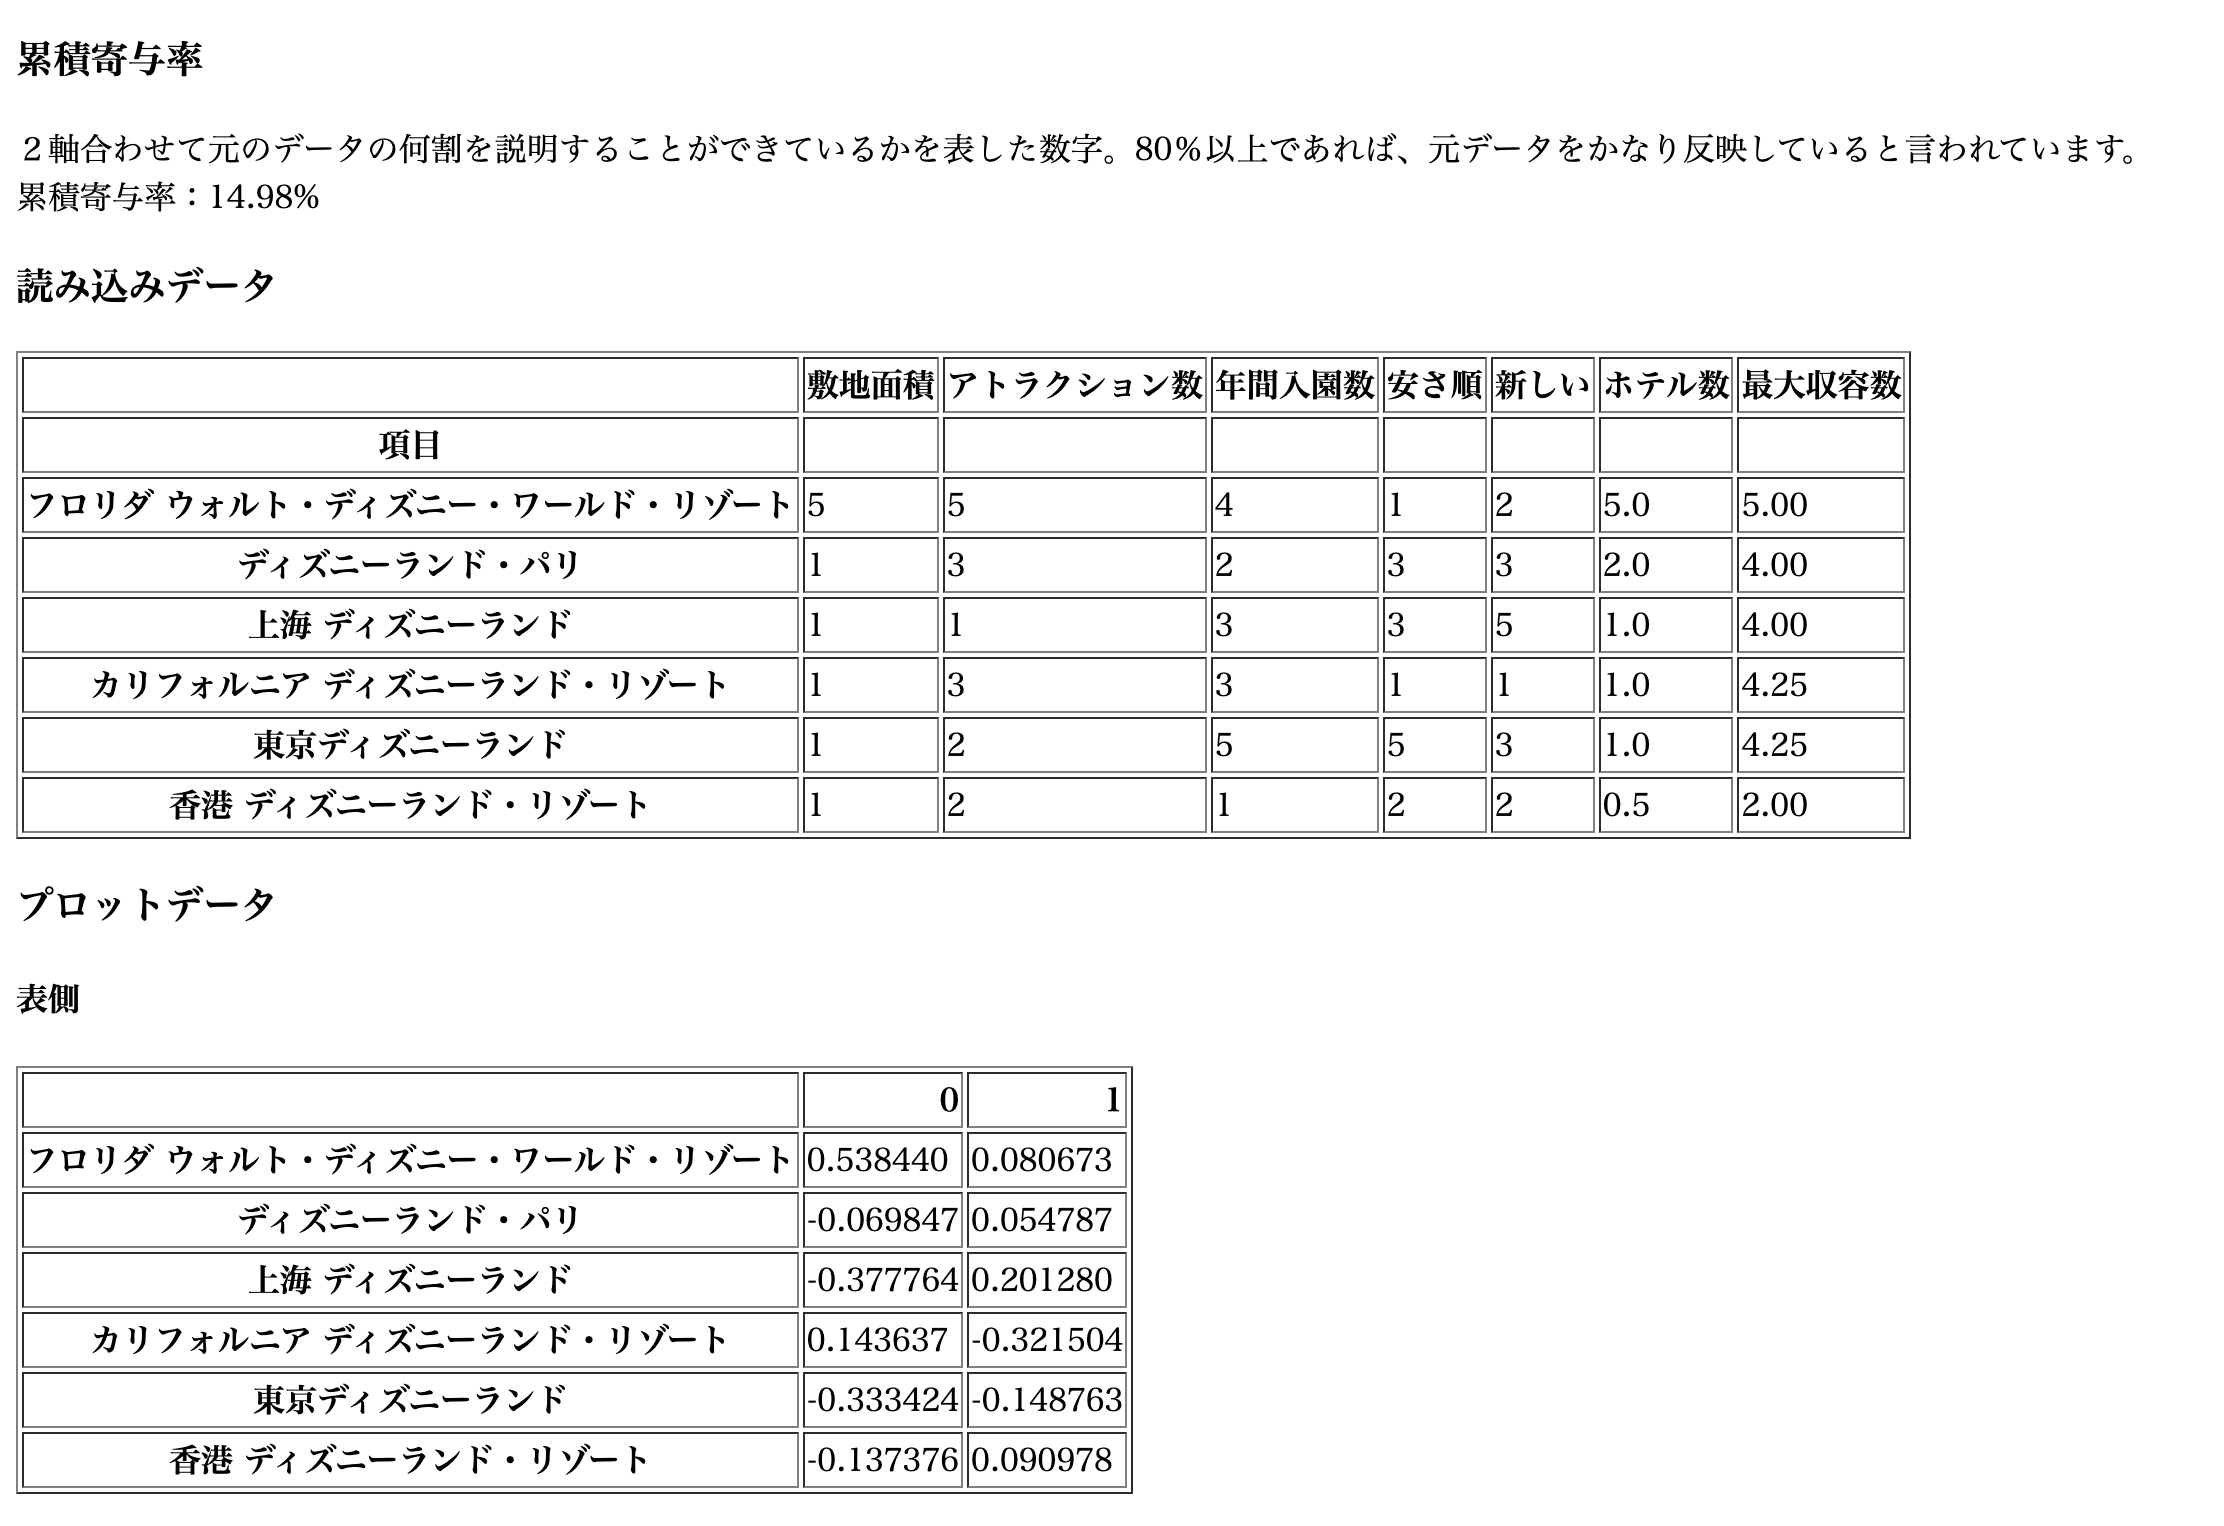 累積寄与率
２軸合わせて元のデータの何割を説明することができているかを表した数字。80％以上であれば、元データをかなり反映していると言われています。
累積寄与率：14.98%
読み込みデータ
敷地面積 アトラクション数 年間入園数 安さ順 新しい ホテル数 最大収容数
項目
フロリダ ウォルト・ディズニー・ワールド・リゾート 5 5 4 1 2 5.0 5.00
ディズニーランド・パリ 1 3 2 3 3 2.0 4.00
上海 ディズニーランド 1 1 3 3 5 1.0 4.00
カリフォルニア ディズニーランド・リゾート 1 3 3 1 1 1.0 4.25
東京ディズニーランド 1 2 5 5 3 1.0 4.25
香港 ディズニーランド・リゾート 1 2 1 2 2 0.5 2.00
プロットデータ
表側
0 1
フロリダ ウォルト・ディズニー・ワールド・リゾート 0.538440 0.080673
ディズニーランド・パリ -0.069847 0.054787
上海 ディズニーランド -0.377764 0.201280
カリフォルニア ディズニーランド・リゾート 0.143637 -0.321504
東京ディズニーランド -0.333424 -0.148763
香港 ディズニーランド・リゾート -0.137376 0.090978